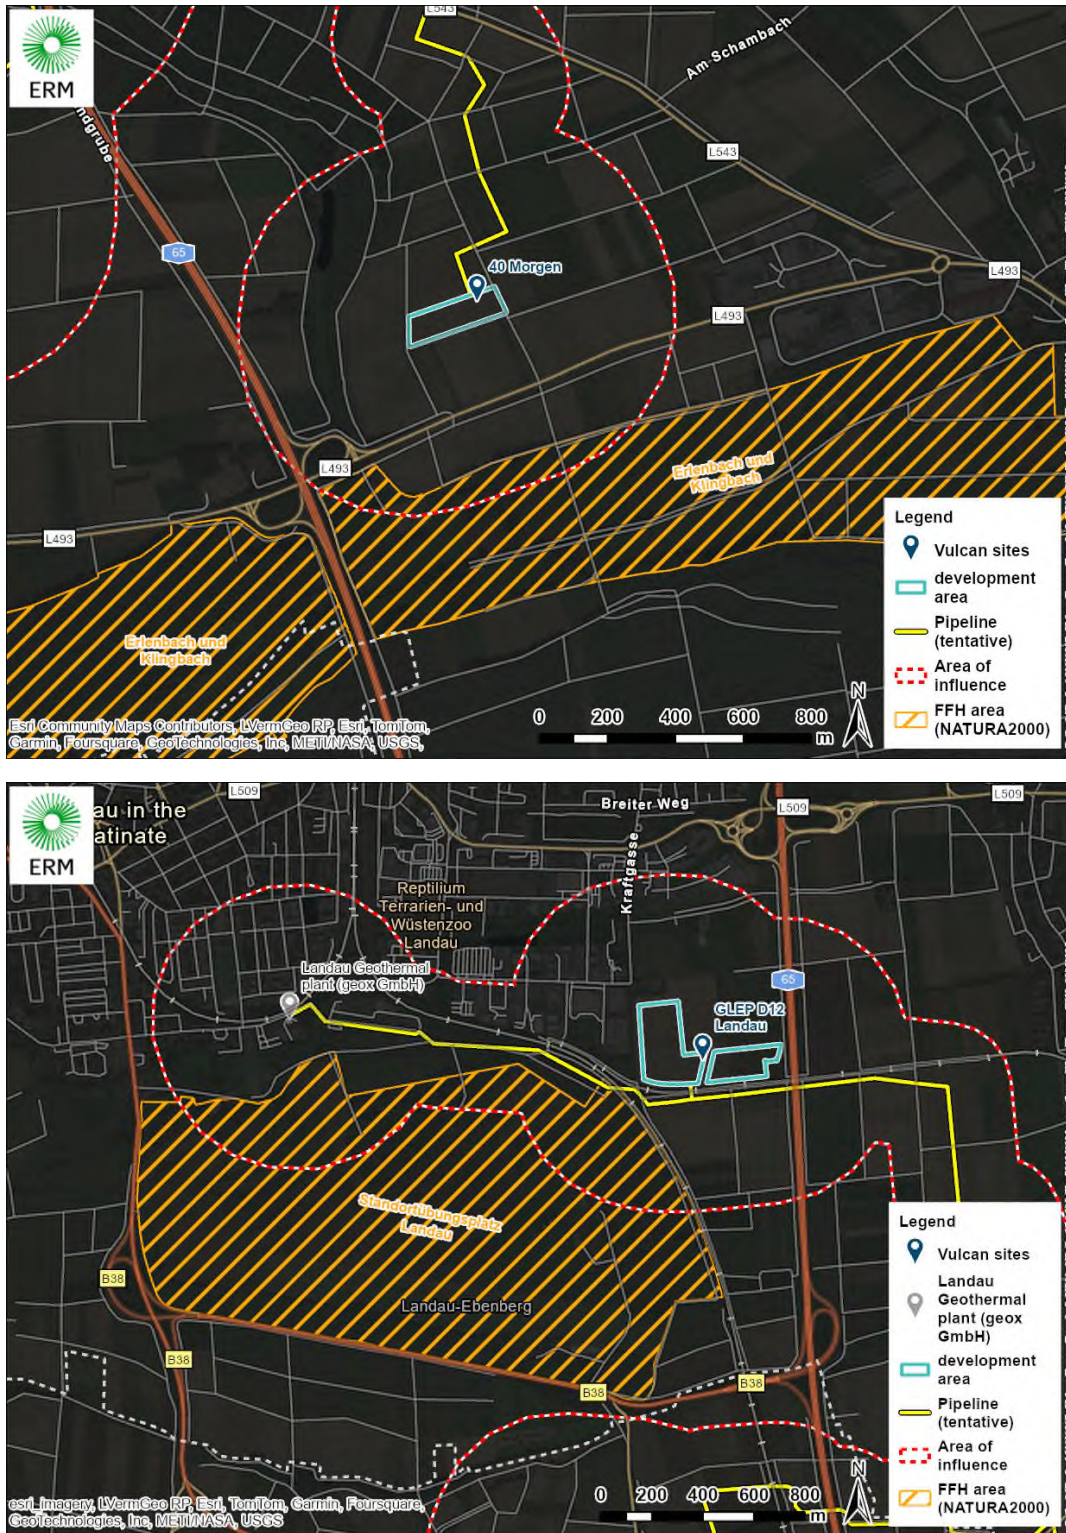 ERM
L543
Am-Schambach
ndgrube
L543
65
40 Morgen
L493
L493
L493
L493
Erlenbach und
Klingbach
Erlenbach und
Klingbach
Legend
Vulcan sites
development
area
Pipeline
(tentative)
Area of
influence
FFH area
(NATURA2000)
0 200 400 600 800
m
N
Esri Community Maps Contributors, LVermGeo RP, Esri, TomTom,
Garmin, Foursquare, GeoTechnologies, Inc, METI/NASA, USGS,
ERM
au in the
atinate
L509
Breiter Weg
L509
L509
Kraftgasse
Reptilium
Terrarien- und
Wüstenzoo
Landau
Landau Geothermal
plant (geox GmbH)
65
GLEP D12
Landau
Standortübungsplatz
Landau
Landau-Ebenberg
B38
B38
B38
B38
Legend
Vulcan sites
Landau
Geothermal
plant (geox
GmbH)
development
area
Pipeline
(tentative)
Area of
influence
FFH area
(NATURA2000)
0 200 400 600 800
m
N
esri_imagery, LVermGeo RP, Esri, TomTom, Garmin, Foursquare,
GeoTechnologies, Inc, METI/NASA, USGS